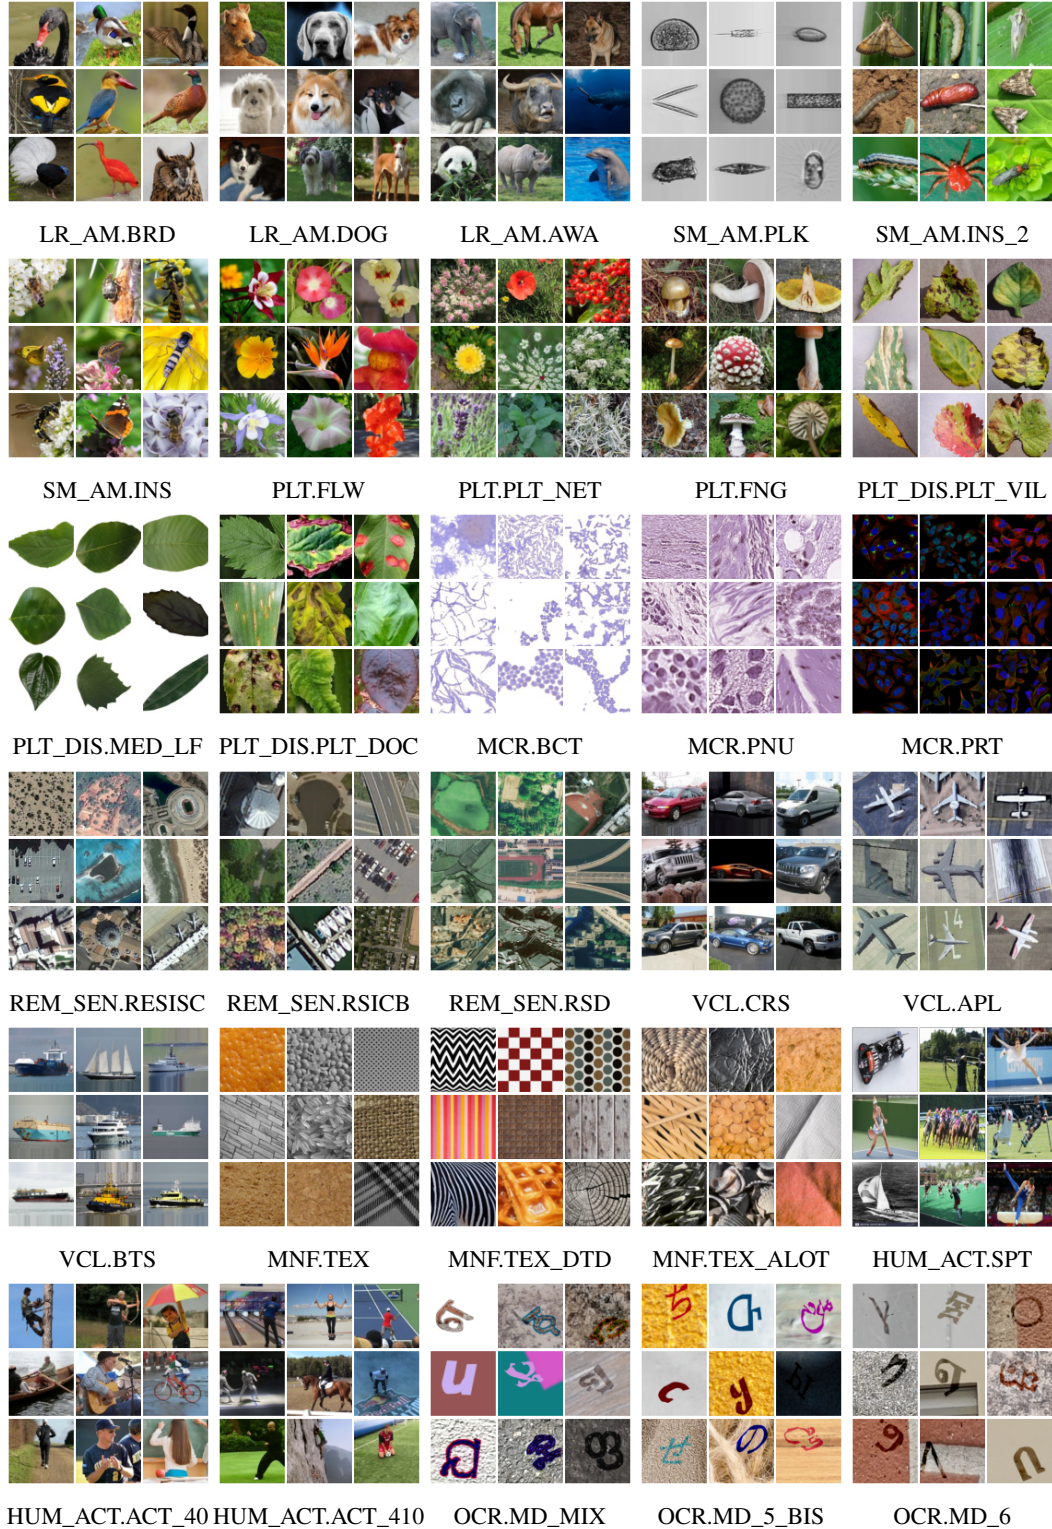 LR_AM.BRD LR_AM.DOG LR_AM.AWA SM_AM.PLK SM_AM.INS_2
SM_AM.INS PLT.FLW PLT.PLT_NET PLT.FNG PLT_DIS.PLT_VIL
PLT_DIS.MED_LF PLT_DIS.PLT_DOC MCR.BCT MCR.PNU MCR.PRT
REM_SEN.RESISC REM_SEN.RSICB REM_SEN.RSD VCL.CRS VCL.APL
VCL.BTS MNF.TEX MNF.TEX_DTD MNF.TEX_ALOT HUM_ACT.SPT
HUM_ACT.ACT_40 HUM_ACT.ACT_410 OCR.MD_MIX OCR.MD_5_BIS OCR.MD_6